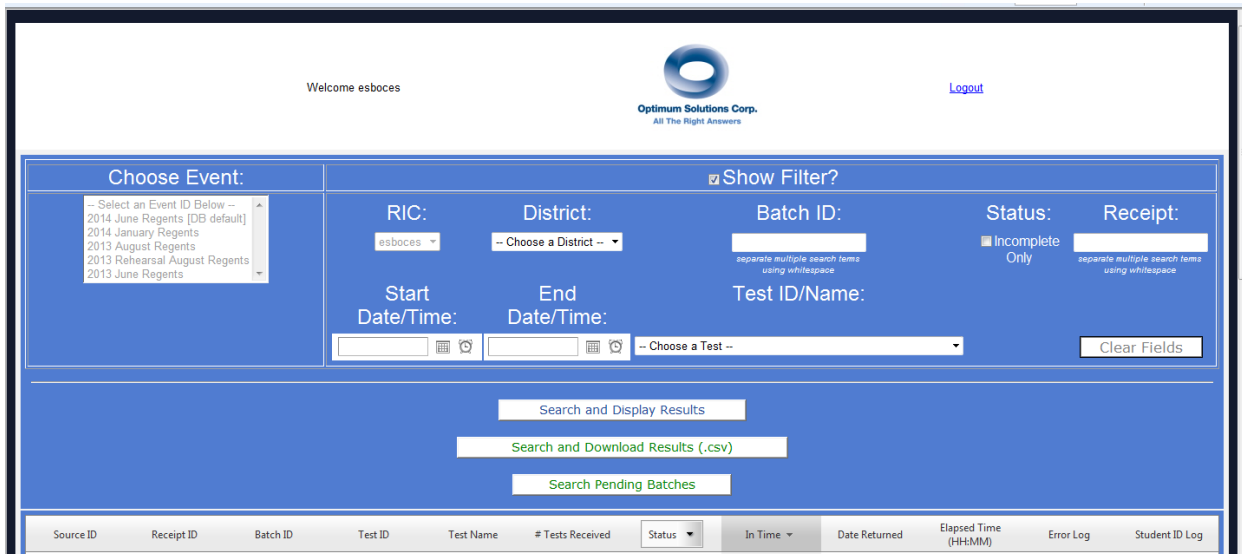 Welcome esboces
Optimum Solutions Corp.
All The Right Answers
Logout
Choose Event:
Show Filter?
-- Select an Event ID Below --
2014 June Regents [DB default]
2014 January Regents
2013 August Regents
2013 Rehearsal August Regents
2013 June Regents
RIC:
District:
Batch ID:
Status:
Receipt:
esboces
-- Choose a District --
Incomplete
Only
separate multiple search tems
using whitespace
separate multiple search tems
using whitespace
Start
Date/Time:
End
Date/Time:
Test ID/Name:
-- Choose a Test --
Clear Fields
Search and Display Results
Search and Download Results (.csv)
Search Pending Batches
Source ID
Receipt ID
Batch ID
Test ID
Test Name
# Tests Received
Status
In Time
Date Returned
Elapsed Time
(HH:MM)
Error Log
Student ID Log